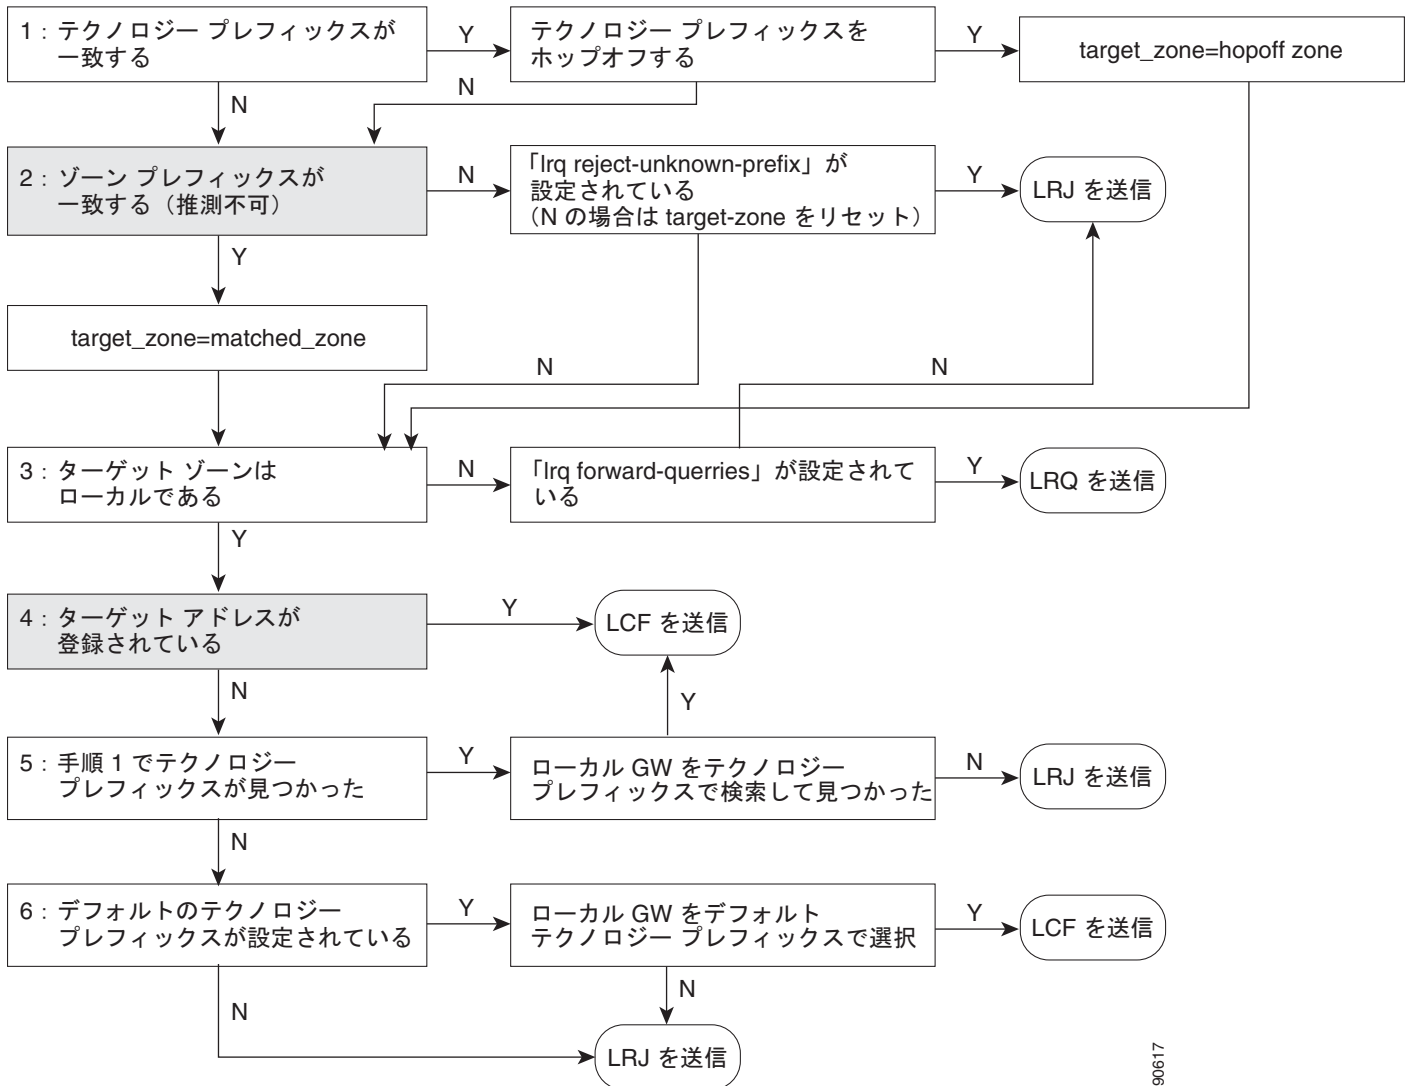 1：テクノロジー プレフィックスが
一致する
Y
テクノロジー プレフィックスを
ホップオフする
Y
target_zone=hopoff zone
N
N
2：ゾーン プレフィックスが
一致する（推測不可）
N
「lrq reject-unknown-prefix」が
設定されている
（N の場合は target-zone をリセット）
Y
LRJ を送信
Y
target_zone=matched_zone
N
N
3：ターゲット ゾーンは
ローカルである
N
「lrq forward-querries」が設定されて
いる
Y
LRQ を送信
Y
4：ターゲット アドレスが
登録されている
Y
LCF を送信
N
Y
5：手順 1 でテクノロジー
プレフィックスが見つかった
Y
ローカル GW をテクノロジー
プレフィックスで検索して見つかった
N
LRJ を送信
N
6：デフォルトのテクノロジー
プレフィックスが設定されている
Y
ローカル GW をデフォルト
テクノロジー プレフィックスで選択
Y
LCF を送信
N
N
LRJ を送信
90617